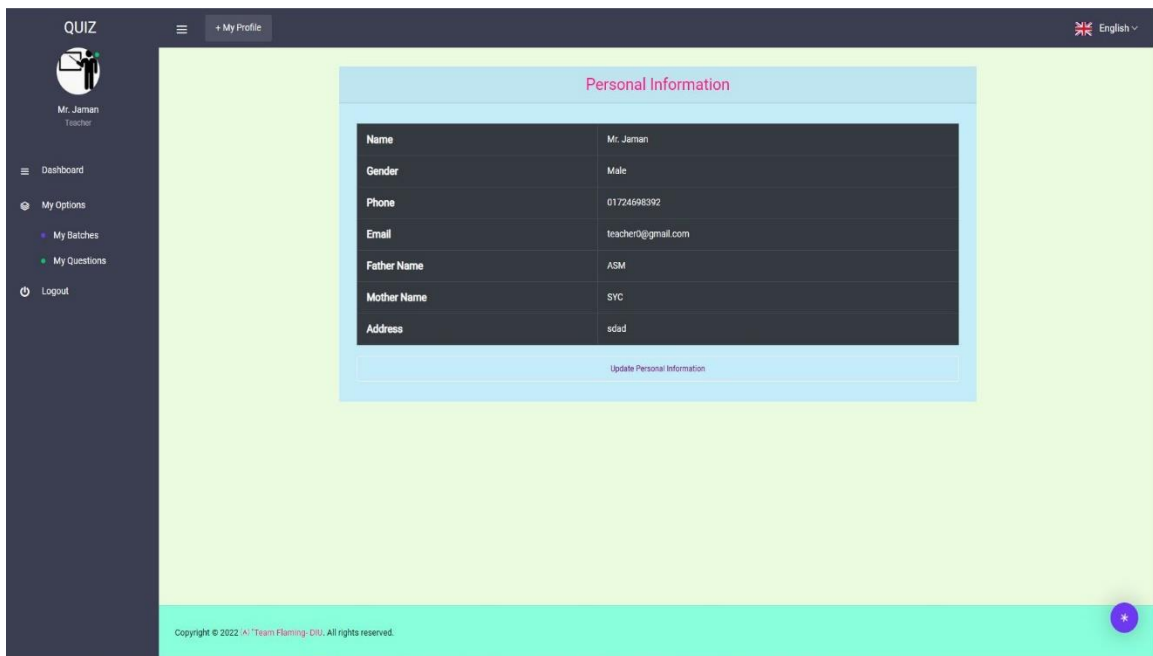 QUIZ
+ My Profile
English
Mr. Jaman
Teacher
Dashboard
My Options
My Batches
My Questions
Logout
Personal Information
Name Mr. Jaman
Gender Male
Phone 01724698392
Email teacher0@gmail.com
Father Name ASM
Mother Name SYC
Address sdad
Update Personal Information
Copyright © 2022 |A| "Team Flaming-DIU. All rights reserved.